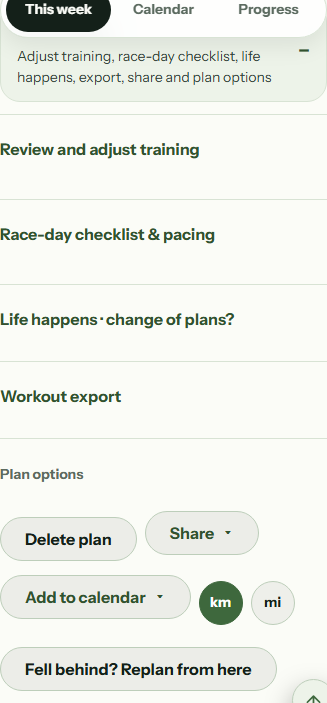 This week Calendar Progress
Adjust training, race-day checklist, life
happens, export, share and plan options
Review and adjust training
Race-day checklist & pacing
Life happens · change of plans?
Workout export
Plan options
Delete plan Share
Add to calendar km mi
Fell behind? Replan from here